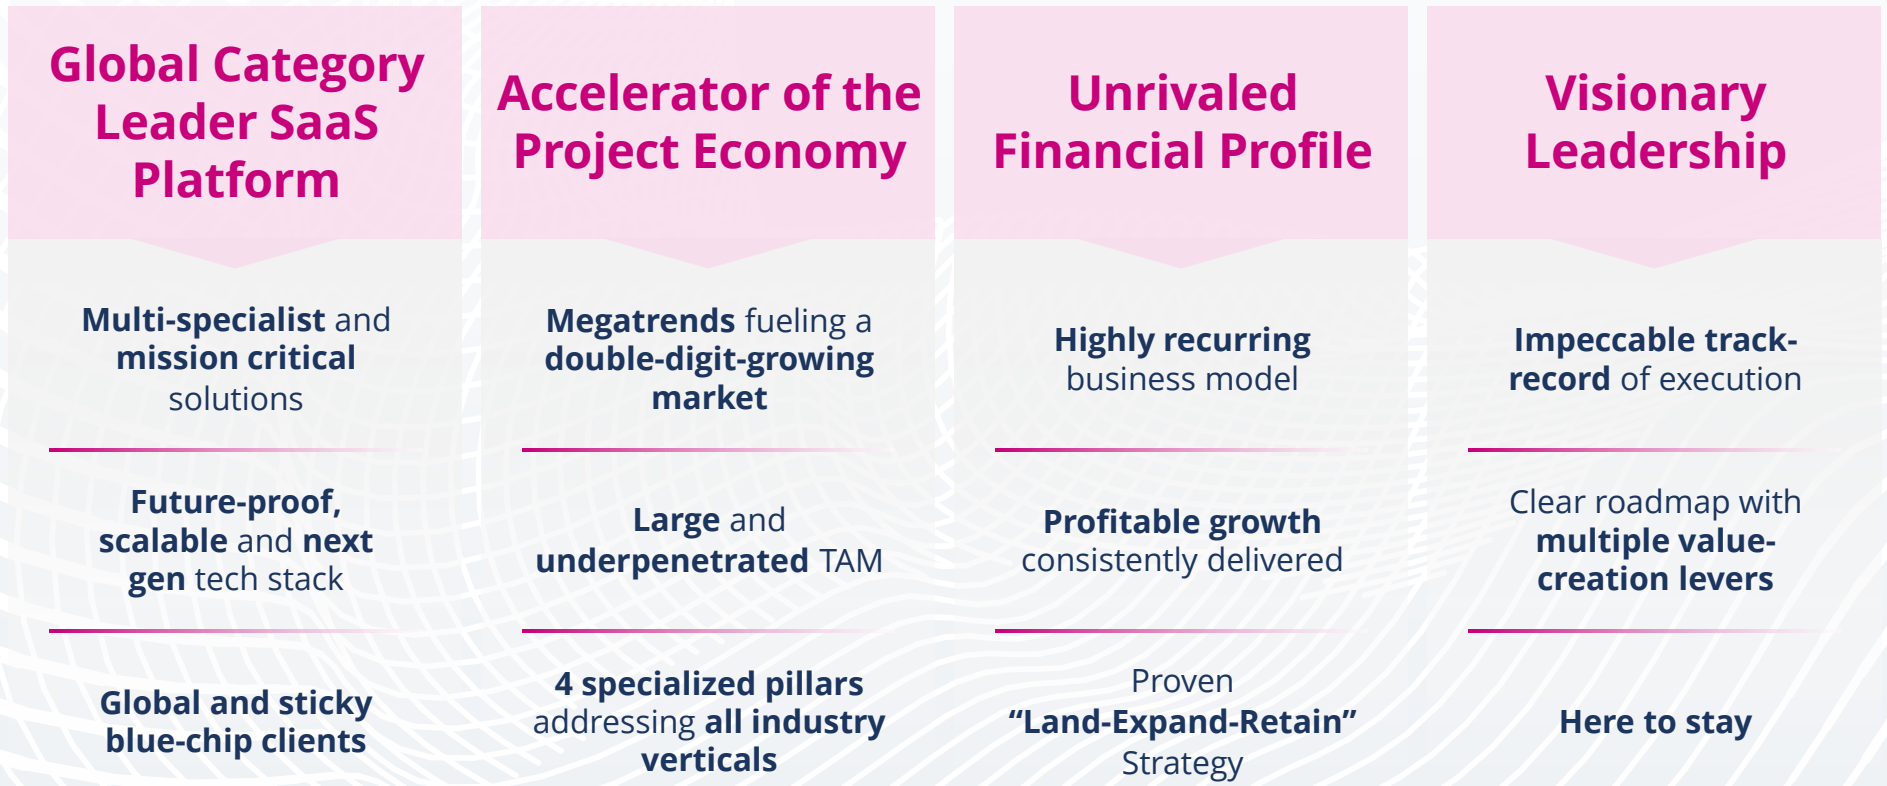 Global Category
Leader SaaS
Platform
Multi-specialist and
mission critical
solutions
Future-proof,
scalable and next
gen tech stack
Global and sticky
blue-chip clients
Accelerator of the
Project Economy
Megatrends fueling a
double-digit-growing
market
Large and
underpenetrated TAM
4 specialized pillars
addressing all industry
verticals
Unrivaled
Financial Profile
Highly recurring
business model
Profitable growth
consistently delivered
Proven
“Land-Expand-Retain”
Strategy
Visionary
Leadership
Impeccable track-
record of execution
Clear roadmap with
multiple value-
creation levers
Here to stay